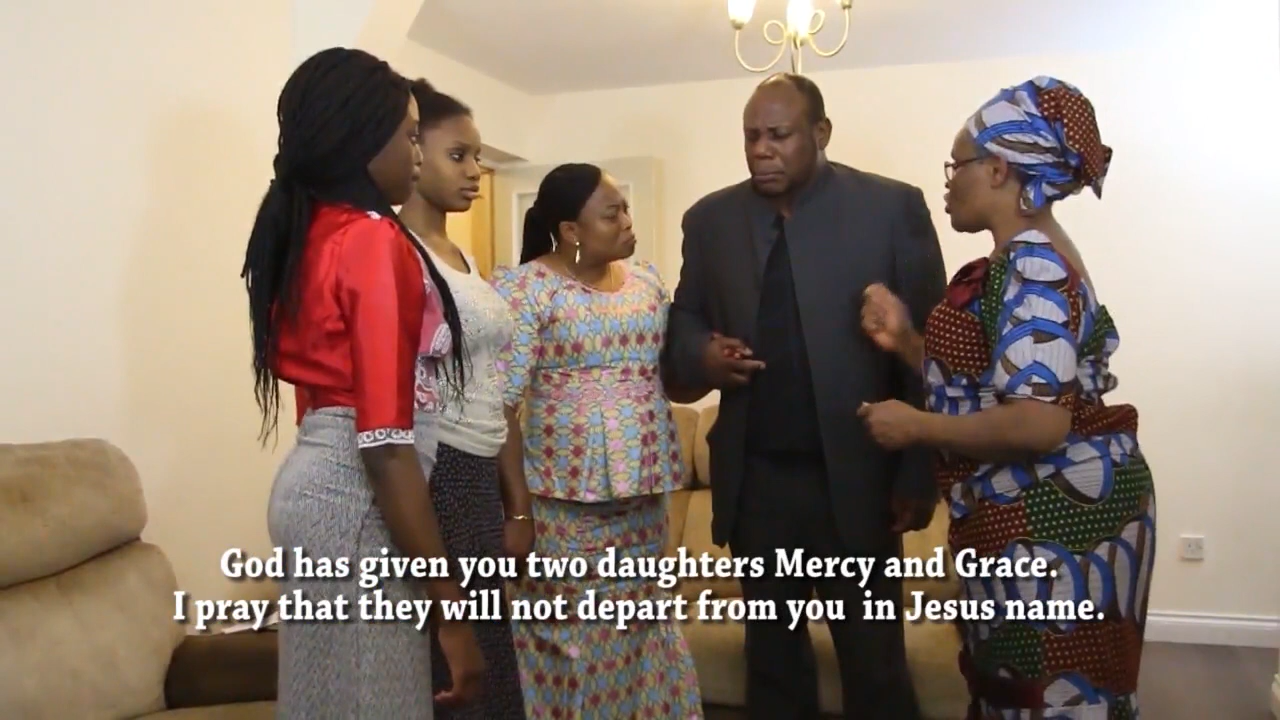 God has given you two daughters Mercy and Grace.
I pray that they will not depart from you  in Jesus name.